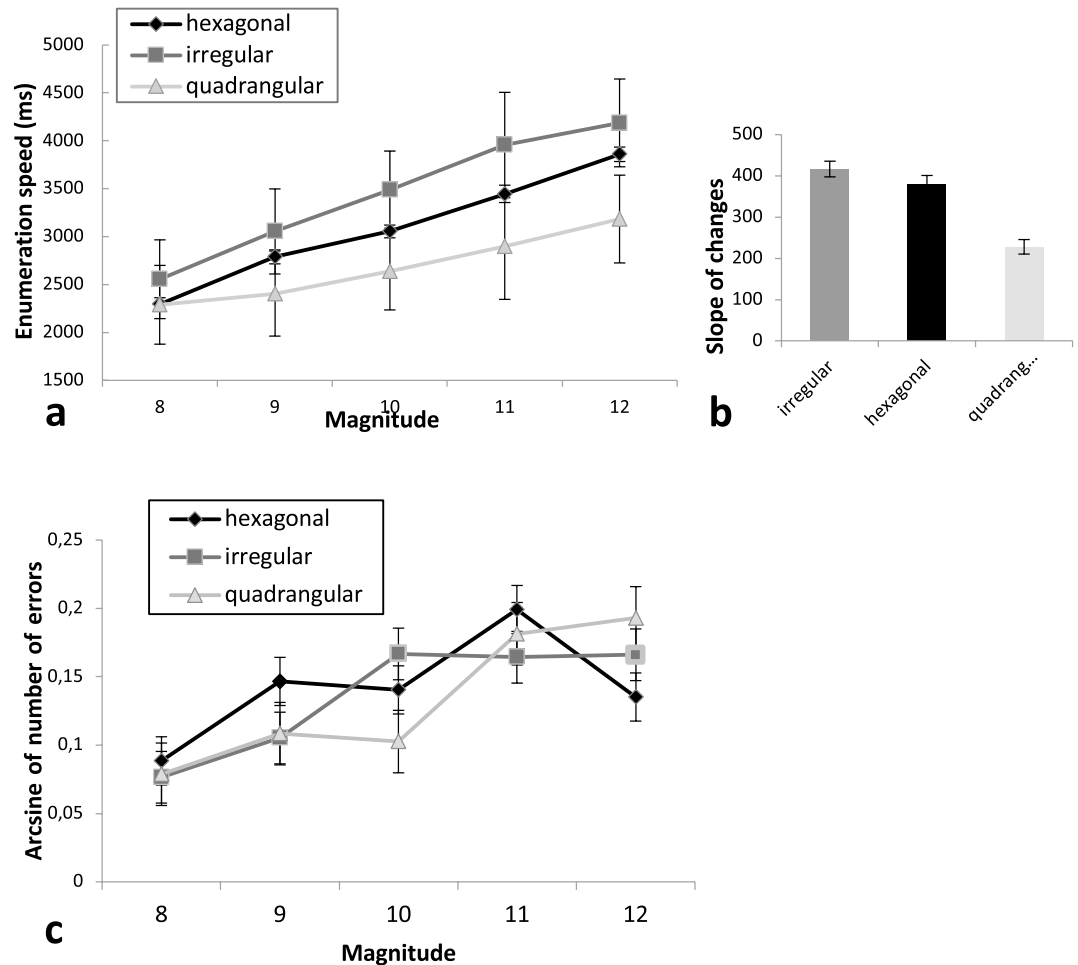 hexagonal
irregular
quadrangular
5000
4500
4000
3500
3000
2500
2000
1500
Enumeration speed (ms)
8 9 10 11 12
Magnitude
a
500
400
300
200
100
0
Slope of changes
irregular
hexagonal
quadrang...
b
hexagonal
irregular
quadrangular
0,25
0,2
0,15
0,1
0,05
0
Arcsine of number of errors
8 9 10 11 12
Magnitude
c